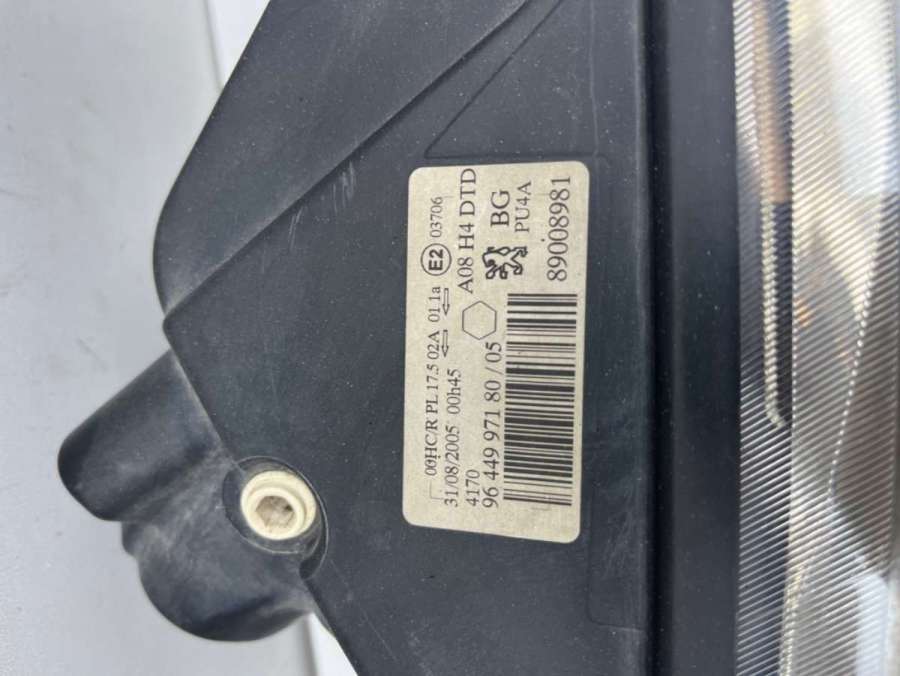 00HC/R PL 17.5 02A 01 1a E2 03706
31/08/2005 00h45 A08 H4 DTD
4170 BG
96 449 971 80 / 05 PU4A
89008981